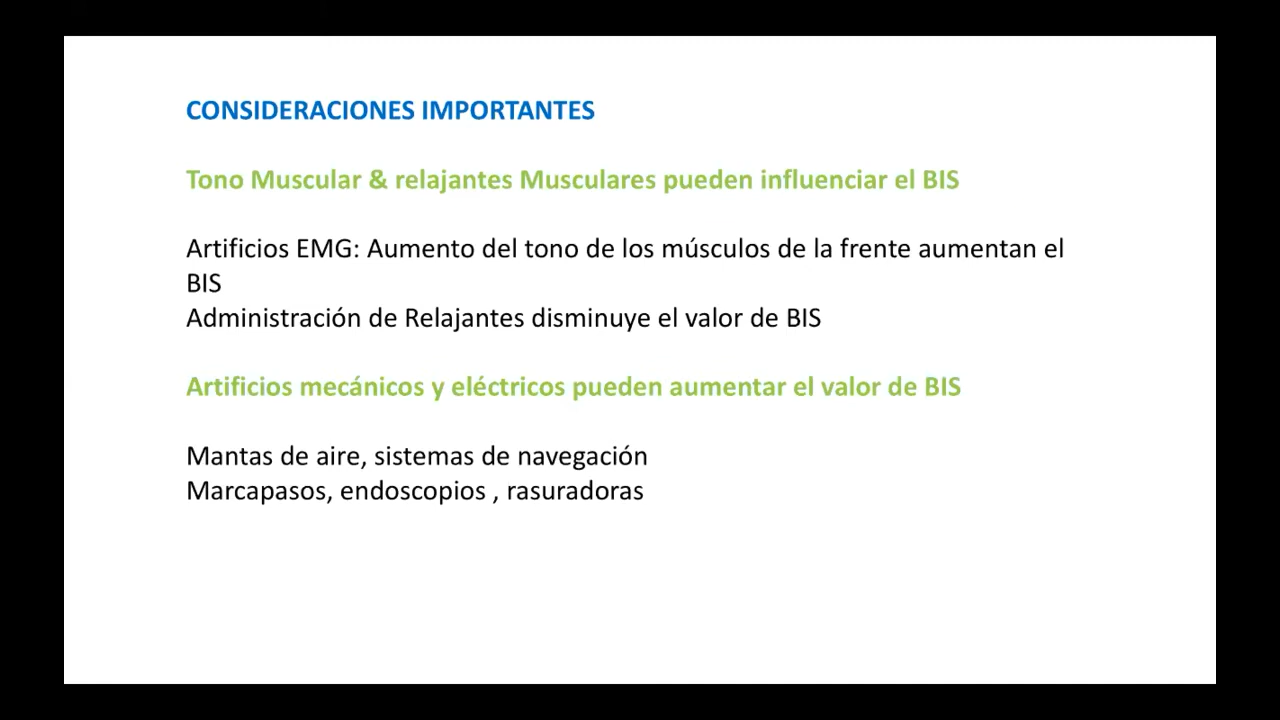 CONSIDERACIONES IMPORTANTES
Tono Muscular & relajantes Musculares pueden influenciar el BIS
Artificios EMG: Aumento del tono de los músculos de la frente aumentan el
BIS
Administración de Relajantes disminuye el valor de BIS
Artificios mecánicos y eléctricos pueden aumentar el valor de BIS
Mantas de aire, sistemas de navegación
Marcapasos, endoscopios , rasuradoras